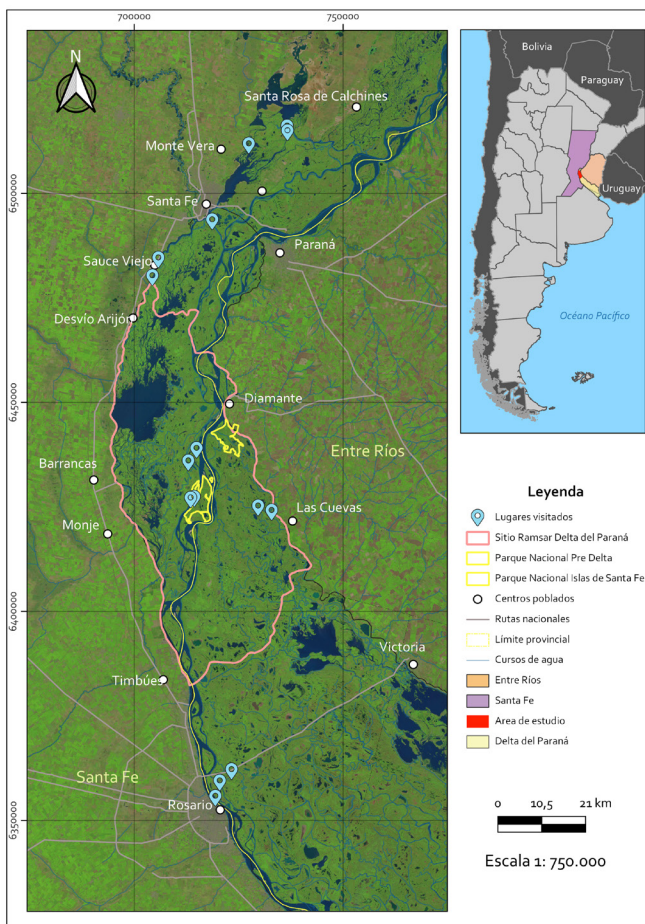 700000
750000
N
Santa Rosa de Calchines
Monte Vera
6500000
Santa Fe
Paraná
Sauce Viejo
Desvío Arijón
6450000
Diamante
Entre Ríos
Barrancas
Las Cuevas
Monje
6400000
Victoria
Timbúes
Santa Fe
Rosario
6350000
Bolivia
Paraguay
Uruguay
Océano Pacífico
Leyenda
Lugares visitados
Sitio Ramsar Delta del Paraná
Parque Nacional Pre Delta
Parque Nacional Islas de Santa Fe
Centros poblados
Rutas nacionales
Límite provincial
Cursos de agua
Entre Ríos
Santa Fe
Area de estudio
Delta del Paraná
0 10,5 21 km
Escala 1: 750.000